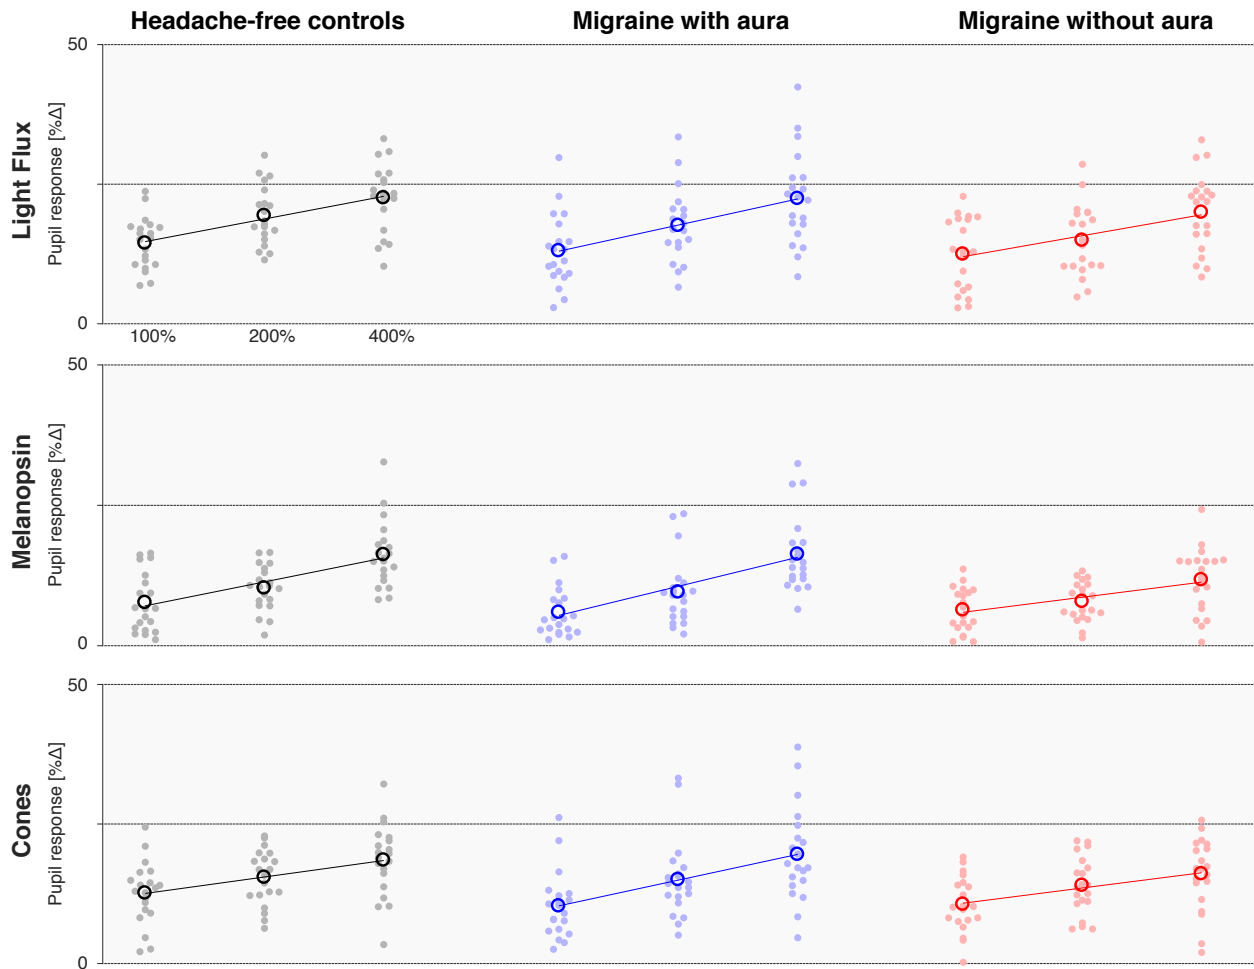 Headache-free controls
Migraine with aura
Migraine without aura
Light Flux
Pupil response [%Δ]
50
0
100%
200%
400%
Melanopsin
Pupil response [%Δ]
50
0
Cones
Pupil response [%Δ]
50
0